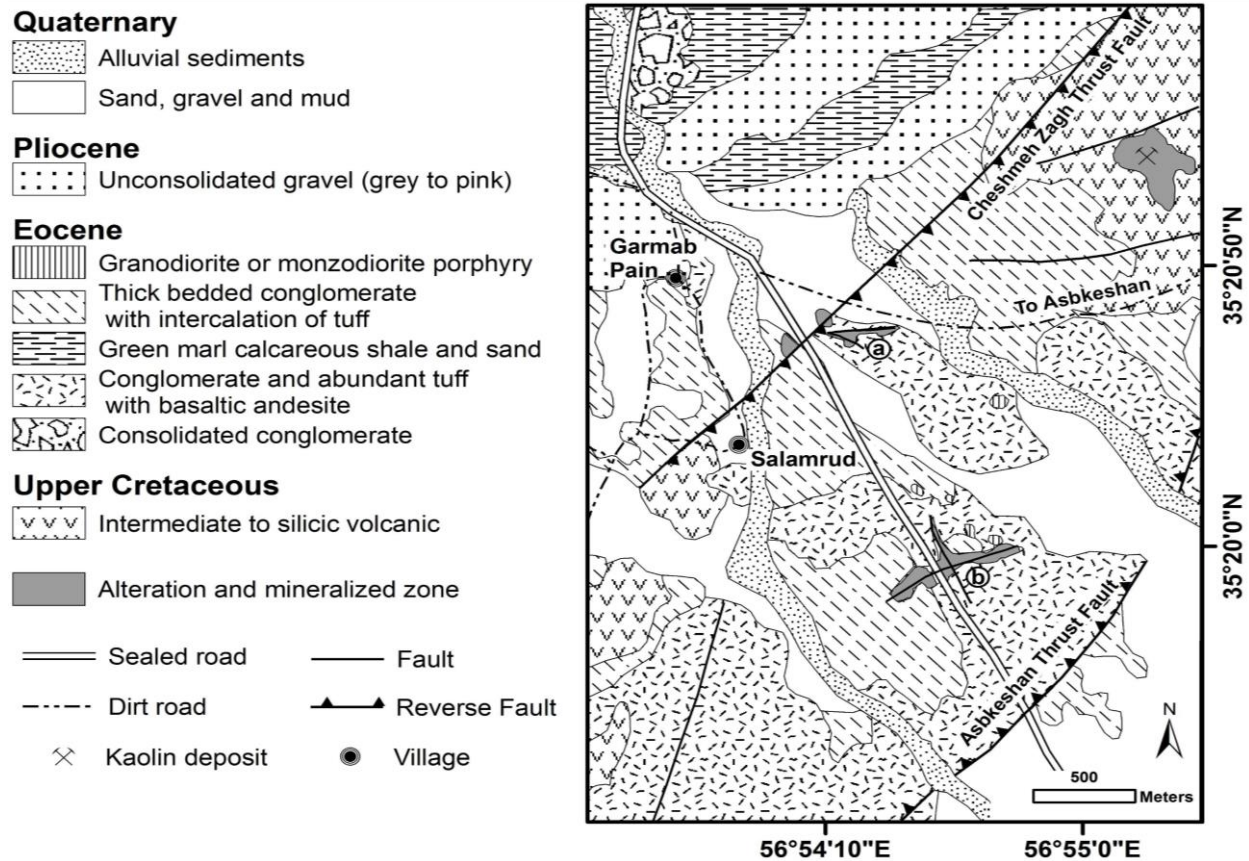 Quaternary
Alluvial sediments
Sand, gravel and mud
Pliocene
Unconsolidated gravel (grey to pink)
Eocene
Granodiorite or monzodiorite porphyry
Thick bedded conglomerate
with intercalation of tuff
Green marl calcareous shale and sand
Conglomerate and abundant tuff
with basaltic andesite
Consolidated conglomerate
Upper Cretaceous
Intermediate to silicic volcanic
Alteration and mineralized zone
Sealed road
Fault
Dirt road
Reverse Fault
Kaolin deposit
Village
Cheshmeh Zagh Thrust Fault
Garmab
Pain
To Asbkeshan
a
Salamrud
b
Asbkeshan Thrust Fault
N
500
Meters
35°20'50"N
35°20'0"N
56°54'10"E
56°55'0"E